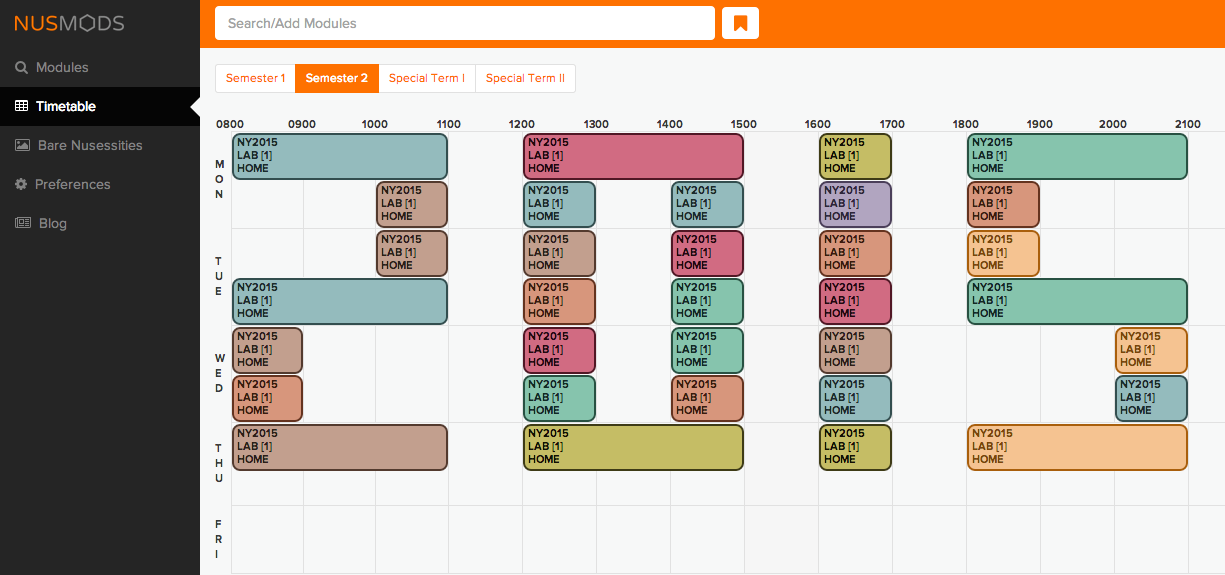 NUSMODS
Search/Add Modules
Modules
Timetable
Bare Nusessities
Preferences
Blog
Semester 1 Semester 2 Special Term I Special Term II
0800 0900 1000 1100 1200 1300 1400 1500 1600 1700 1800 1900 2000 2100
MON
NY2015 NY2015 NY2015 NY2015
LAB [1] LAB [1] LAB [1] LAB [1]
HOME HOME HOME HOME
NY2015 NY2015 NY2015 NY2015 NY2015
LAB [1] LAB [1] LAB [1] LAB [1] LAB [1]
HOME HOME HOME HOME HOME
TUE
NY2015 NY2015 NY2015 NY2015 NY2015
LAB [1] LAB [1] LAB [1] LAB [1] LAB [1]
HOME HOME HOME HOME HOME
NY2015 NY2015 NY2015 NY2015 NY2015
LAB [1] LAB [1] LAB [1] LAB [1] LAB [1]
HOME HOME HOME HOME HOME
WED
NY2015 NY2015 NY2015 NY2015 NY2015
LAB [1] LAB [1] LAB [1] LAB [1] LAB [1]
HOME HOME HOME HOME HOME
NY2015 NY2015 NY2015 NY2015 NY2015
LAB [1] LAB [1] LAB [1] LAB [1] LAB [1]
HOME HOME HOME HOME HOME
THU
NY2015 NY2015 NY2015 NY2015
LAB [1] LAB [1] LAB [1] LAB [1]
HOME HOME HOME HOME
FRI